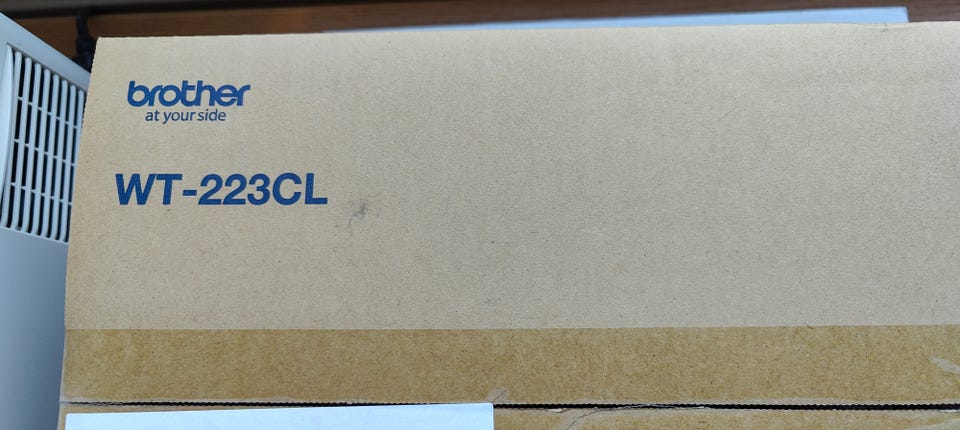 brother
at your side
WT-223CL